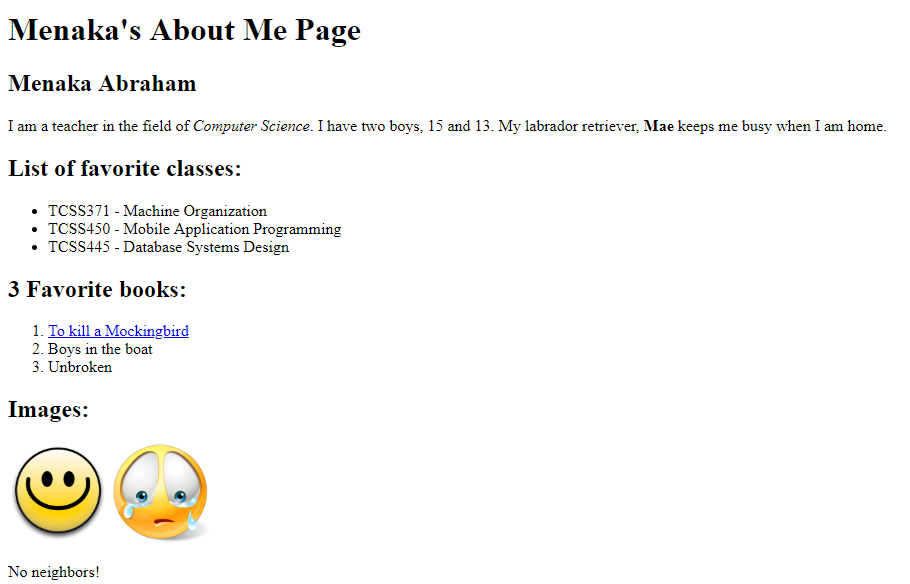 Menaka's About Me Page
Menaka Abraham
I am a teacher in the field of Computer Science. I have two boys, 15 and 13. My labrador retriever, Mae keeps me busy when I am home.
List of favorite classes:
• TCSS371 - Machine Organization
• TCSS450 - Mobile Application Programming
• TCSS445 - Database Systems Design
3 Favorite books:
1. To kill a Mockingbird
2. Boys in the boat
3. Unbroken
Images:
No neighbors!